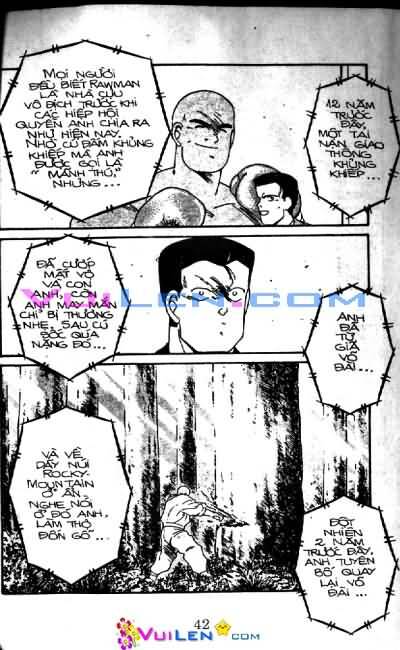 MỌI NGƯỜI
ĐỀU BIẾT RAWMAN
LÀ NHÀ CỰU
VÔ ĐỊCH TRƯỚC KHI
CÁC HIỆP HỘI
QUYỀN ANH CHIA RA
NHƯ HIỆN NAY.
NHỜ CÚ ĐẤM KHỦNG
KHIẾP MÀ ANH
ĐƯỢC GỌI LÀ
"MÃNH THÚ,"
NHƯNG...
12 NĂM
TRƯỚC
ĐÂY,
MỘT TAI
NẠN GIAO
THÔNG
KHỦNG
KHIẾP...
ĐÃ CƯỚP
MẤT VỢ
VÀ CON
ANH, CÒN
ANH MAY MẮN
CHỈ BỊ THƯƠNG
NHẸ, SAU CÚ
SỐC QUÁ
NẶNG ĐÓ...
ANH
ĐÃ
TỪ
GIÃ
VÕ
ĐÀI...
VUILEN.COM
VÀ VỀ
DÃY NÚI
ROCKY
MOUNTAIN
Ở ẨN.
NGHE NÓI
Ở ĐÓ ANH
LÀM THỢ
ĐỐN GỖ...
ĐỘT
NHIÊN
2 NĂM
TRƯỚC ĐÂY,
ANH TUYÊN
BỐ QUAY
LẠI VÕ
ĐÀI...
42
VUILEN